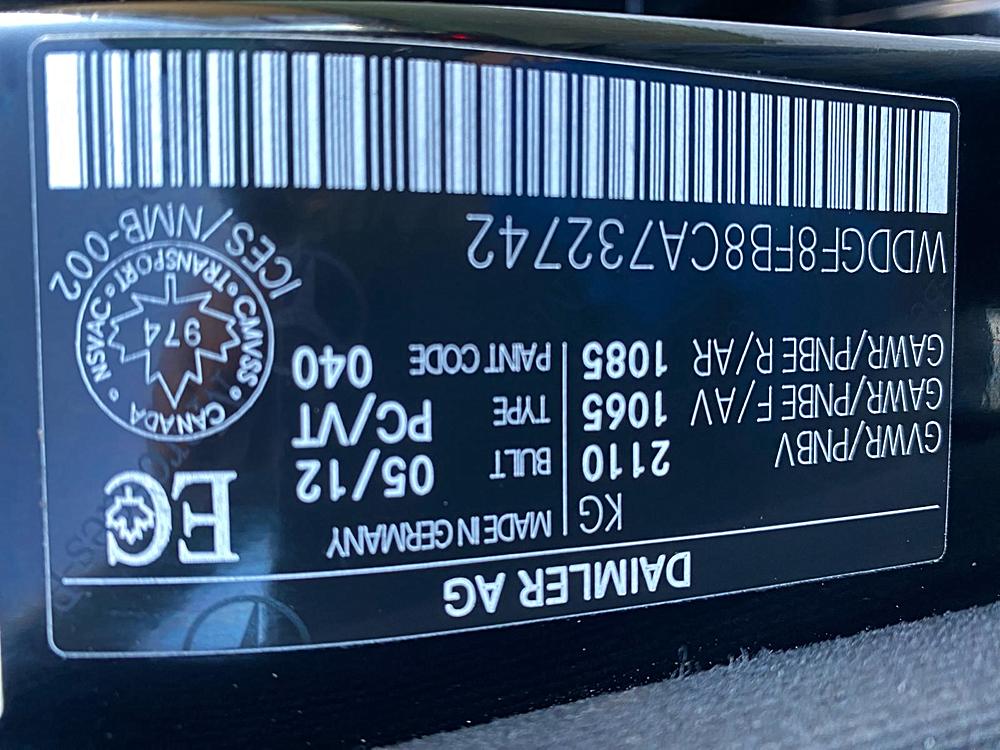 DAIMLER AG
KG
GVWR/PNBV 2110
GAWR/PNBE F/AV 1065
GAWR/PNBE R/AR 1085
MADE IN GERMANY
BUILT 05/12
TYPE PC/VT
PAINT CODE 040
EC
CANADA • CMVSS • TRANSPORT • NSVAC •
974
ICES/NMB-002
WDDGF8FB8CA732742